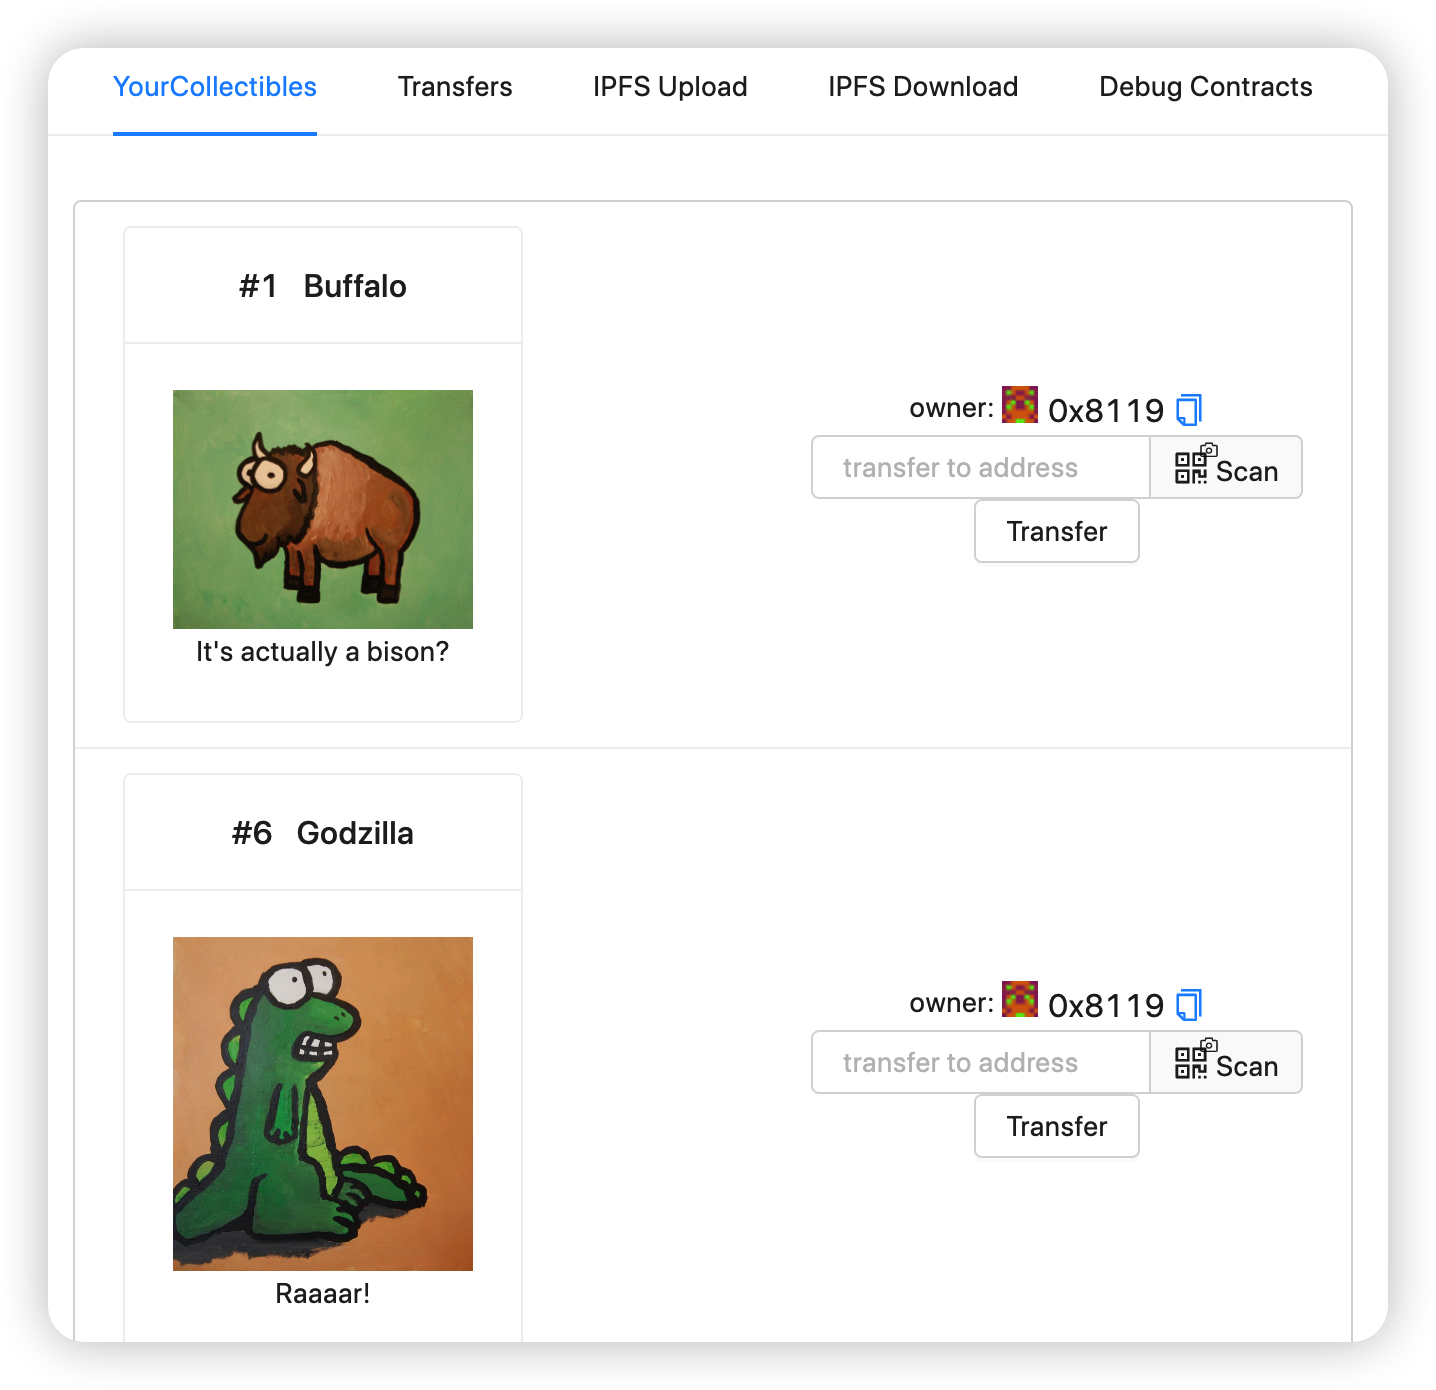 YourCollectibles Transfers IPFS Upload IPFS Download Debug Contracts
#1 Buffalo
It's actually a bison?
owner: 0x8119
transfer to address Scan
Transfer
#6 Godzilla
Raaaar!
owner: 0x8119
transfer to address Scan
Transfer